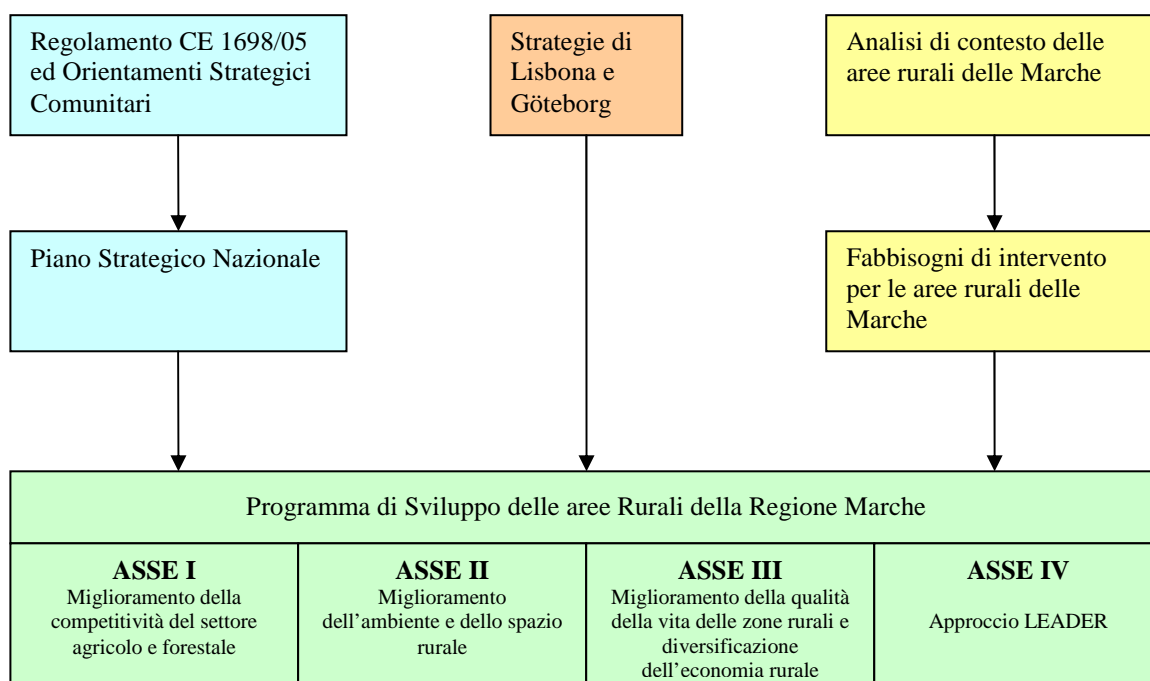 Regolamento CE 1698/05
ed Orientamenti Strategici
Comunitari
Strategie di
Lisbona e
Göteborg
Analisi di contesto delle
aree rurali delle Marche
Piano Strategico Nazionale
Fabbisogni di intervento
per le aree rurali delle
Marche
Programma di Sviluppo delle aree Rurali della Regione Marche
ASSE I
Miglioramento della
competitività del settore
agricolo e forestale
ASSE II
Miglioramento
dell'ambiente e dello spazio
rurale
ASSE III
Miglioramento della qualità
della vita delle zone rurali e
diversificazione
dell'economia rurale
ASSE IV
Approccio LEADER